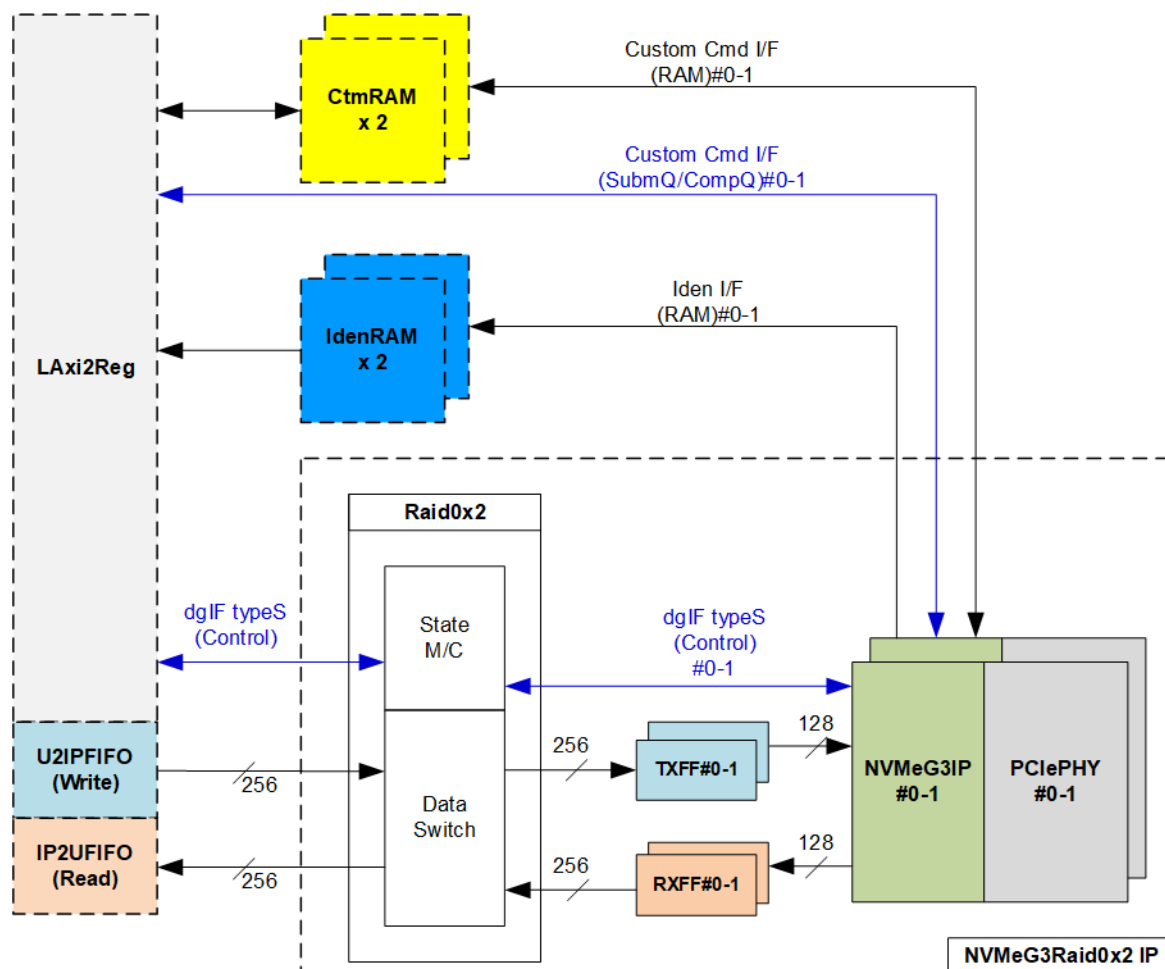 Custom Cmd I/F
(RAM)#0-1
CtmRAM
x 2
Custom Cmd I/F
(SubmQ/CompQ)#0-1
Iden I/F
(RAM)#0-1
IdenRAM
x 2
LAxi2Reg
Raid0x2
State
M/C
dgIF typeS
(Control)
dgIF typeS
(Control)
#0-1
U2IPFIFO
(Write)
256
256
TXFF#0-1
128
NVMeG3IP
#0-1
PCIePHY
#0-1
Data
Switch
IP2UFIFO
(Read)
256
256
RXFF#0-1
128
NVMeG3Raid0x2 IP